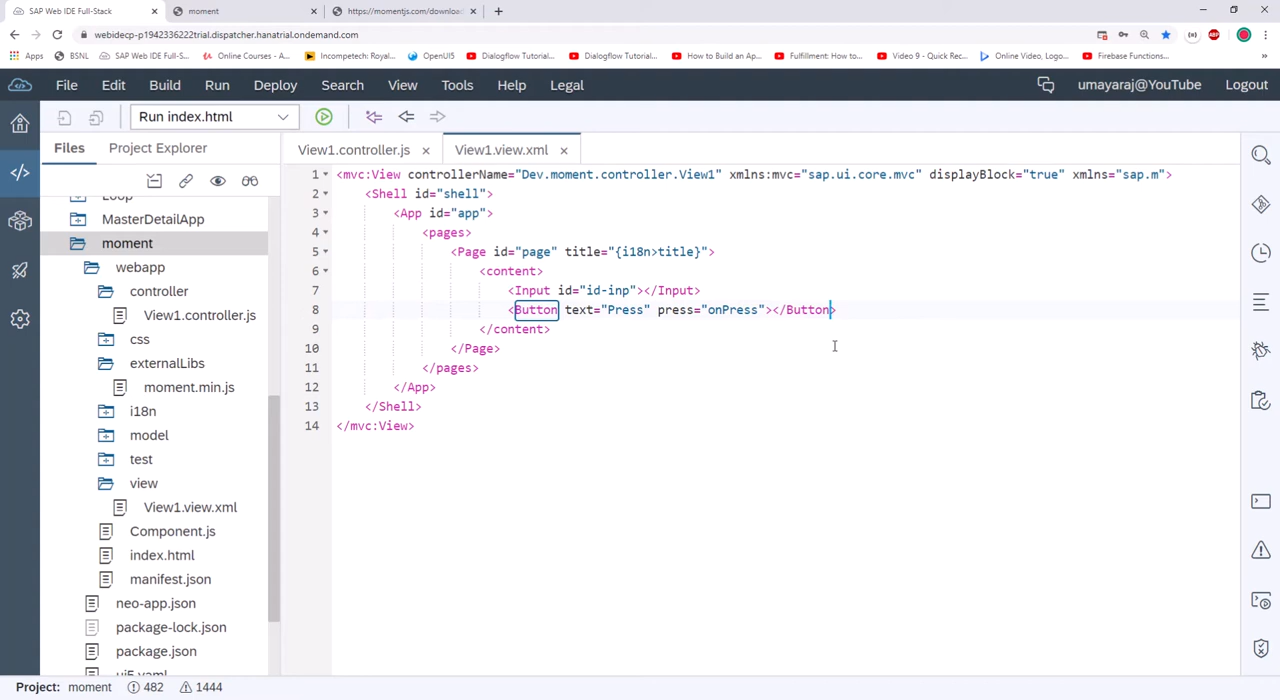 SAP Web IDE Full-Stack
moment
https://momentjs.com/downloa
webidecp-p1942336222trial.dispatcher.hanatrial.ondemand.com
Apps
BSNL
SAP Web IDE Full-S...
Online Courses - A...
Incompetech: Royal...
OpenUI5
Dialogflow Tutorial...
Dialogflow Tutorial...
How to Build an Ap...
Fulfillment: How to...
Video 9 - Quick Rec...
Online Video, Logo...
Firebase Functions...
File Edit Build Run Deploy Search View Tools Help Legal
umayaraj@YouTube
Logout
Run index.html
Files
Project Explorer
View1.controller.js
View1.view.xml
Loop
MasterDetailApp
moment
webapp
controller
View1.controller.js
css
externalLibs
moment.min.js
i18n
model
test
view
View1.view.xml
Component.js
index.html
manifest.json
neo-app.json
package-lock.json
package.json
ui5.yaml
1 <mvc:View controllerName="Dev.moment.controller.View1" xmlns:mvc="sap.ui.core.mvc" displayBlock="true" xmlns="sap.m">
2 <Shell id="shell">
3 <App id="app">
4 <pages>
5 <Page id="page" title="{i18n>title}">
6 <content>
7 <Input id="id-inp"></Input>
8 <Button text="Press" press="onPress"></Button>
9 </content>
10 </Page>
11 </pages>
12 </App>
13 </Shell>
14 </mvc:View>
Project: moment 482 1444